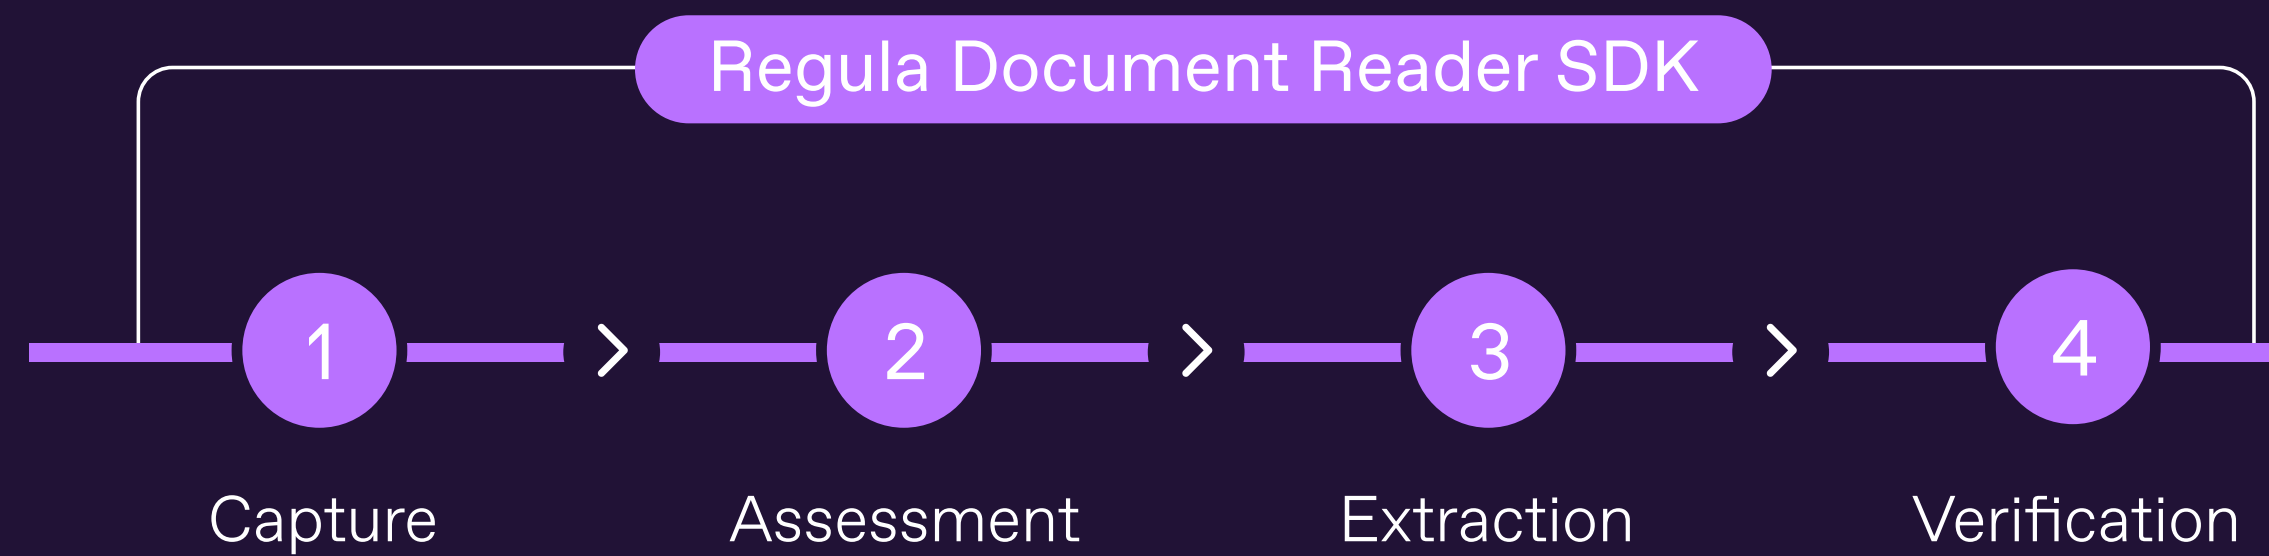 Regula Document Reader SDK
1
2
3
4
Capture
Assessment
Extraction
Verification